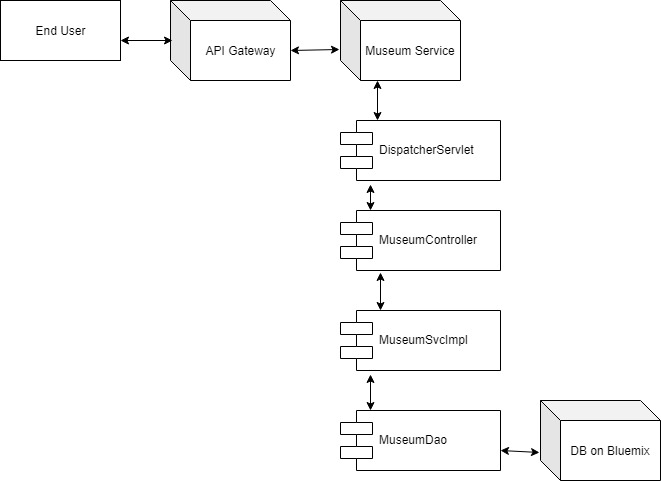 End User
API Gateway
Museum Service
DispatcherServlet
MuseumController
MuseumSvcImpl
MuseumDao
DB on Bluemix